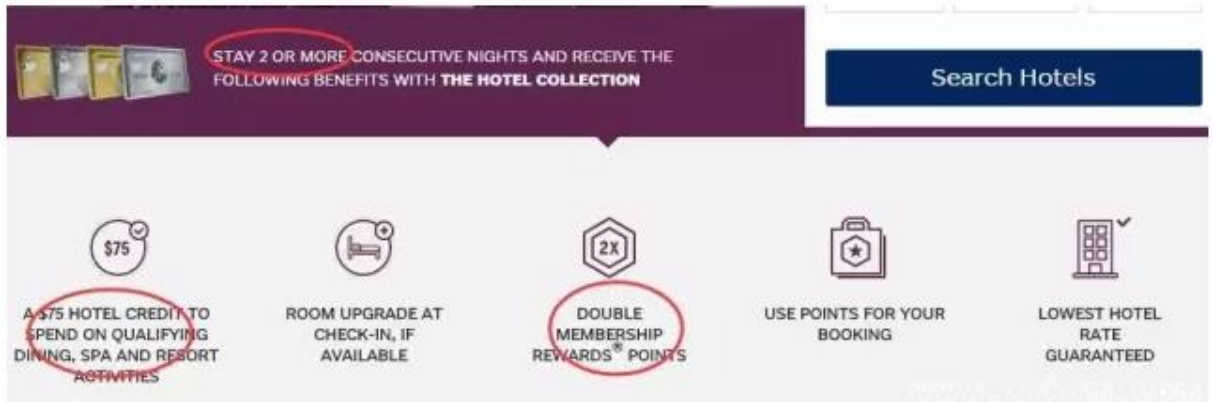 STAY 2 OR MORE CONSECUTIVE NIGHTS AND RECEIVE THE
FOLLOWING BENEFITS WITH THE HOTEL COLLECTION
Search Hotels
$75
2X
A $75 HOTEL CREDIT TO
SPEND ON QUALIFYING
DINING, SPA AND RESORT
ACTIVITIES
ROOM UPGRADE AT
CHECK-IN, IF
AVAILABLE
DOUBLE
MEMBERSHIP
REWARDS® POINTS
USE POINTS FOR YOUR
BOOKING
LOWEST HOTEL
RATE
GUARANTEED